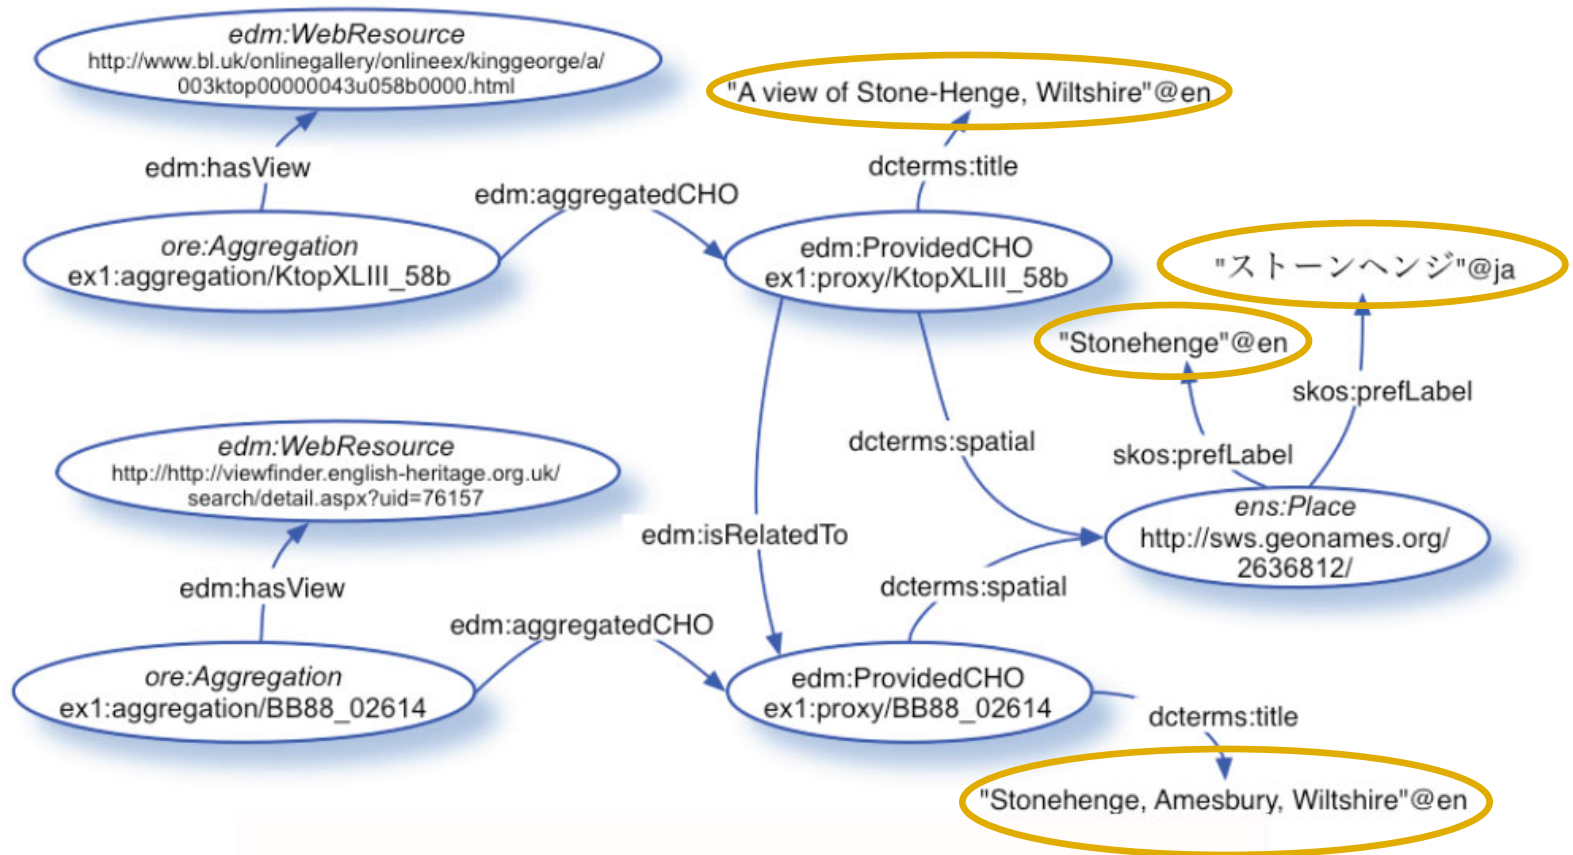 edm:WebResource
http://www.bl.uk/onlinegallery/onlineex/kinggeorge/a/
003ktop00000043u058b0000.html
"A view of Stone-Henge, Wiltshire"@en
edm:hasView
dcterms:title
edm:aggregatedCHO
ore:Aggregation
ex1:aggregation/KtopXLIII_58b
edm:ProvidedCHO
ex1:proxy/KtopXLIII_58b
"ストーンヘンジ"@ja
"Stonehenge"@en
skos:prefLabel
dcterms:spatial
skos:prefLabel
edm:WebResource
http://http://viewfinder.english-heritage.org.uk/
search/detail.aspx?uid=76157
ens:Place
http://sws.geonames.org/
2636812/
edm:isRelatedTo
edm:hasView
dcterms:spatial
edm:aggregatedCHO
ore:Aggregation
ex1:aggregation/BB88_02614
edm:ProvidedCHO
ex1:proxy/BB88_02614
dcterms:title
"Stonehenge, Amesbury, Wiltshire"@en